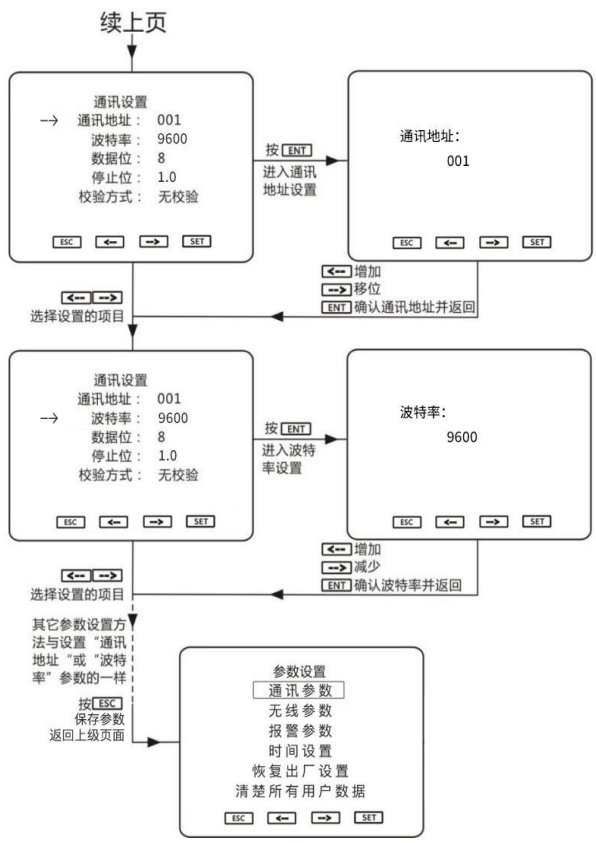 续上页
通讯设置
--> 通讯地址： 001
波特率： 9600
数据位： 8
停止位： 1.0
校验方式： 无校验
ESC <-- --> SET
按 ENT
进入通讯
地址设置
通讯地址：
001
ESC <-- --> SET
<-- 增加
--> 移位
ENT 确认通讯地址并返回
<-- -->
选择设置的项目
通讯设置
通讯地址： 001
--> 波特率： 9600
数据位： 8
停止位： 1.0
校验方式： 无校验
ESC <-- --> SET
按 ENT
进入波特
率设置
波特率：
9600
ESC <-- --> SET
<-- 增加
--> 减少
ENT 确认波特率并返回
<-- -->
选择设置的项目
其它参数设置方
法与设置“通讯
地址“或“波特
率”参数的一样
按 ESC
保存参数
返回上级页面
参数设置
通讯参数
无线参数
报警参数
时间设置
恢复出厂设置
清楚所有用户数据
ESC <-- --> SET